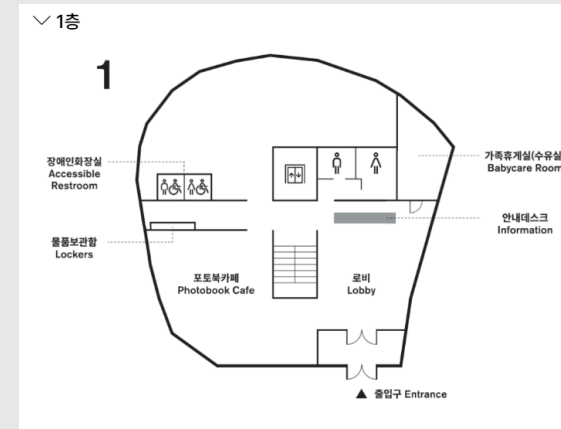 1층
1
장애인화장실
Accessible
Restroom
가족휴게실(수유실
Babycare Room
안내데스크
Information
물품보관함
Lockers
포토북카페
Photobook Cafe
로비
Lobby
▲ 출입구 Entrance